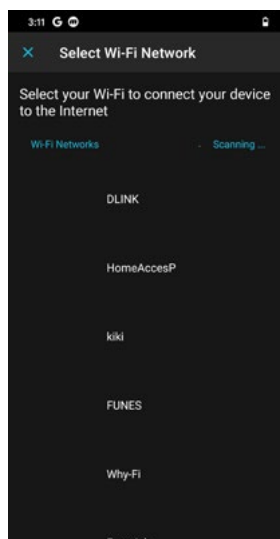 3:11 G
× Select Wi-Fi Network
Select your Wi-Fi to connect your device
to the Internet
Wi-Fi Networks Scanning ...
DLINK
HomeAccesP
kiki
FUNES
Why-Fi